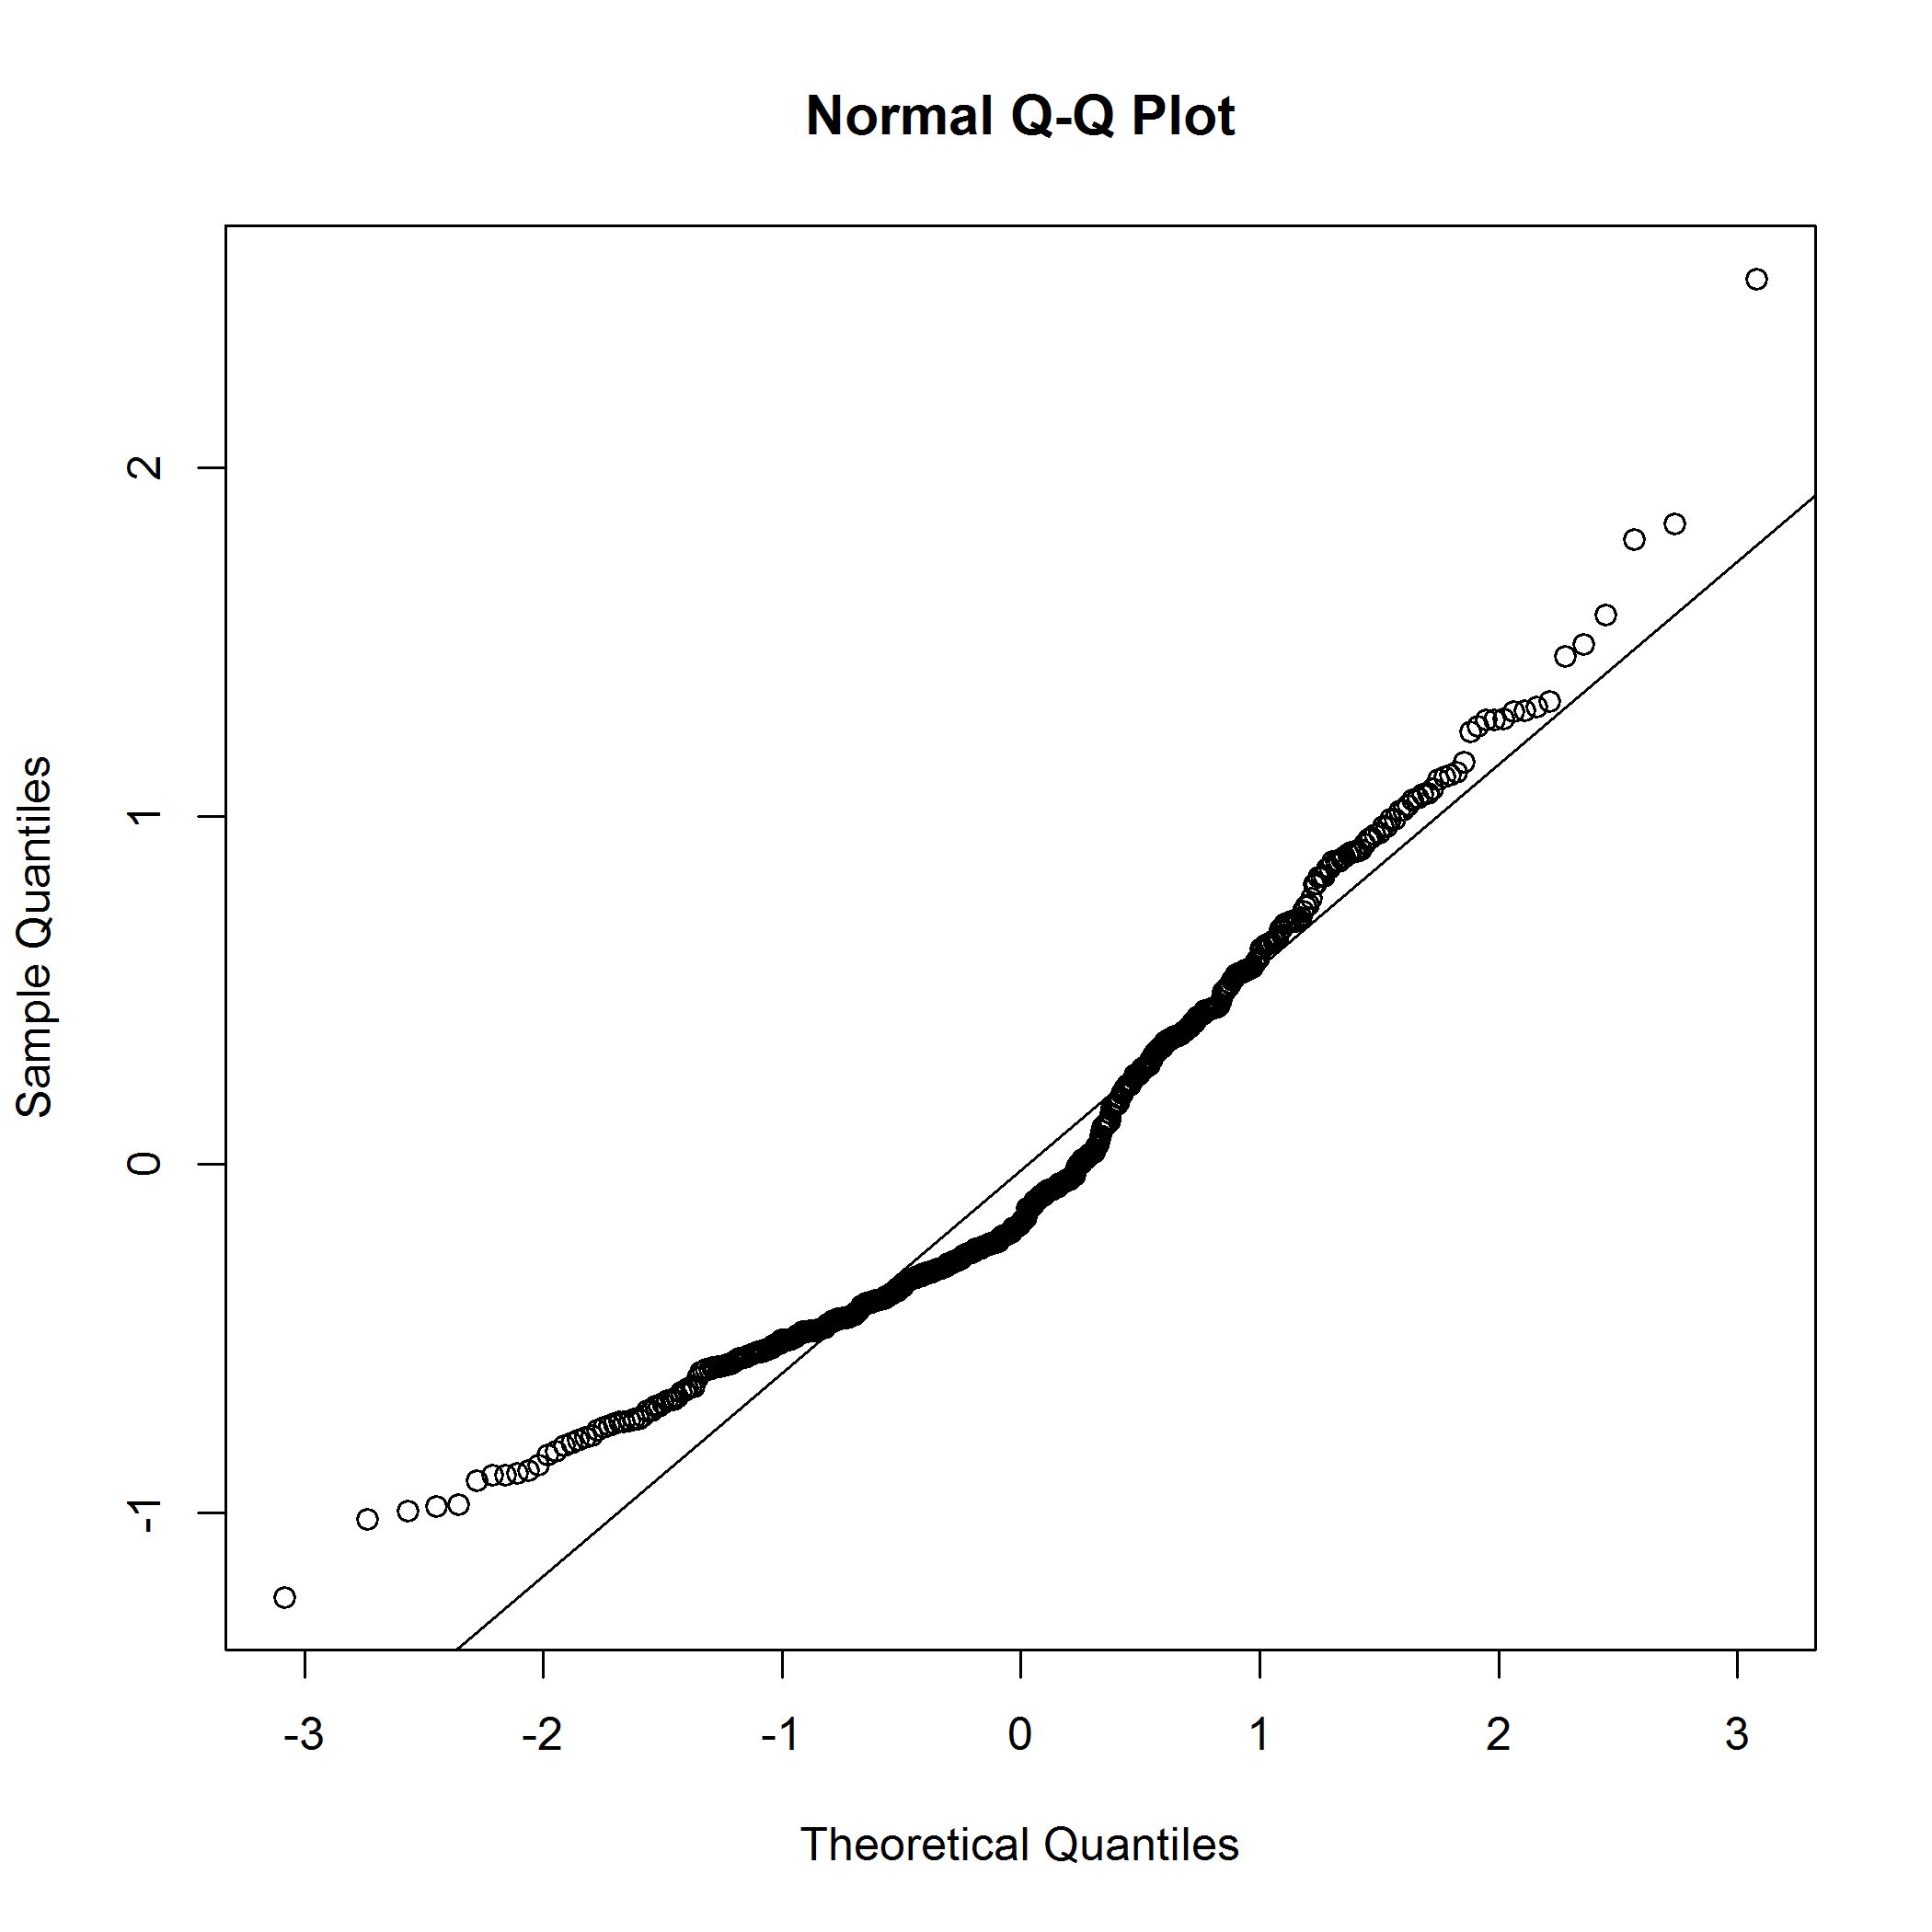 Normal Q-Q Plot
Sample Quantiles
2
1
0
-1
-3 -2 -1 0 1 2 3
Theoretical Quantiles